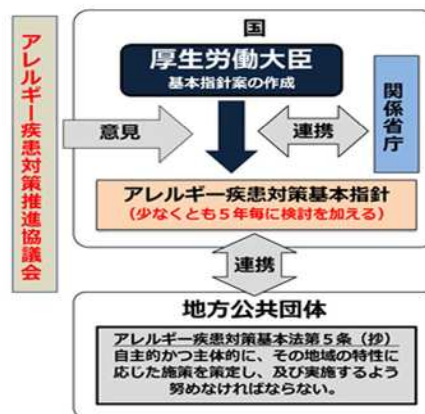 アレルギー疾患対策推進協議会
国
厚生労働大臣
基本指針案の作成
意見
連携
関係省庁
アレルギー疾患対策基本指針
(少なくとも5年毎に検討を加える)
連携
地方公共団体
アレルギー疾患対策基本法第5条(抄)
自主的かつ主体的に、その地域の特性に
応じた施策を策定し、及び実施するよう
努めなければならない。